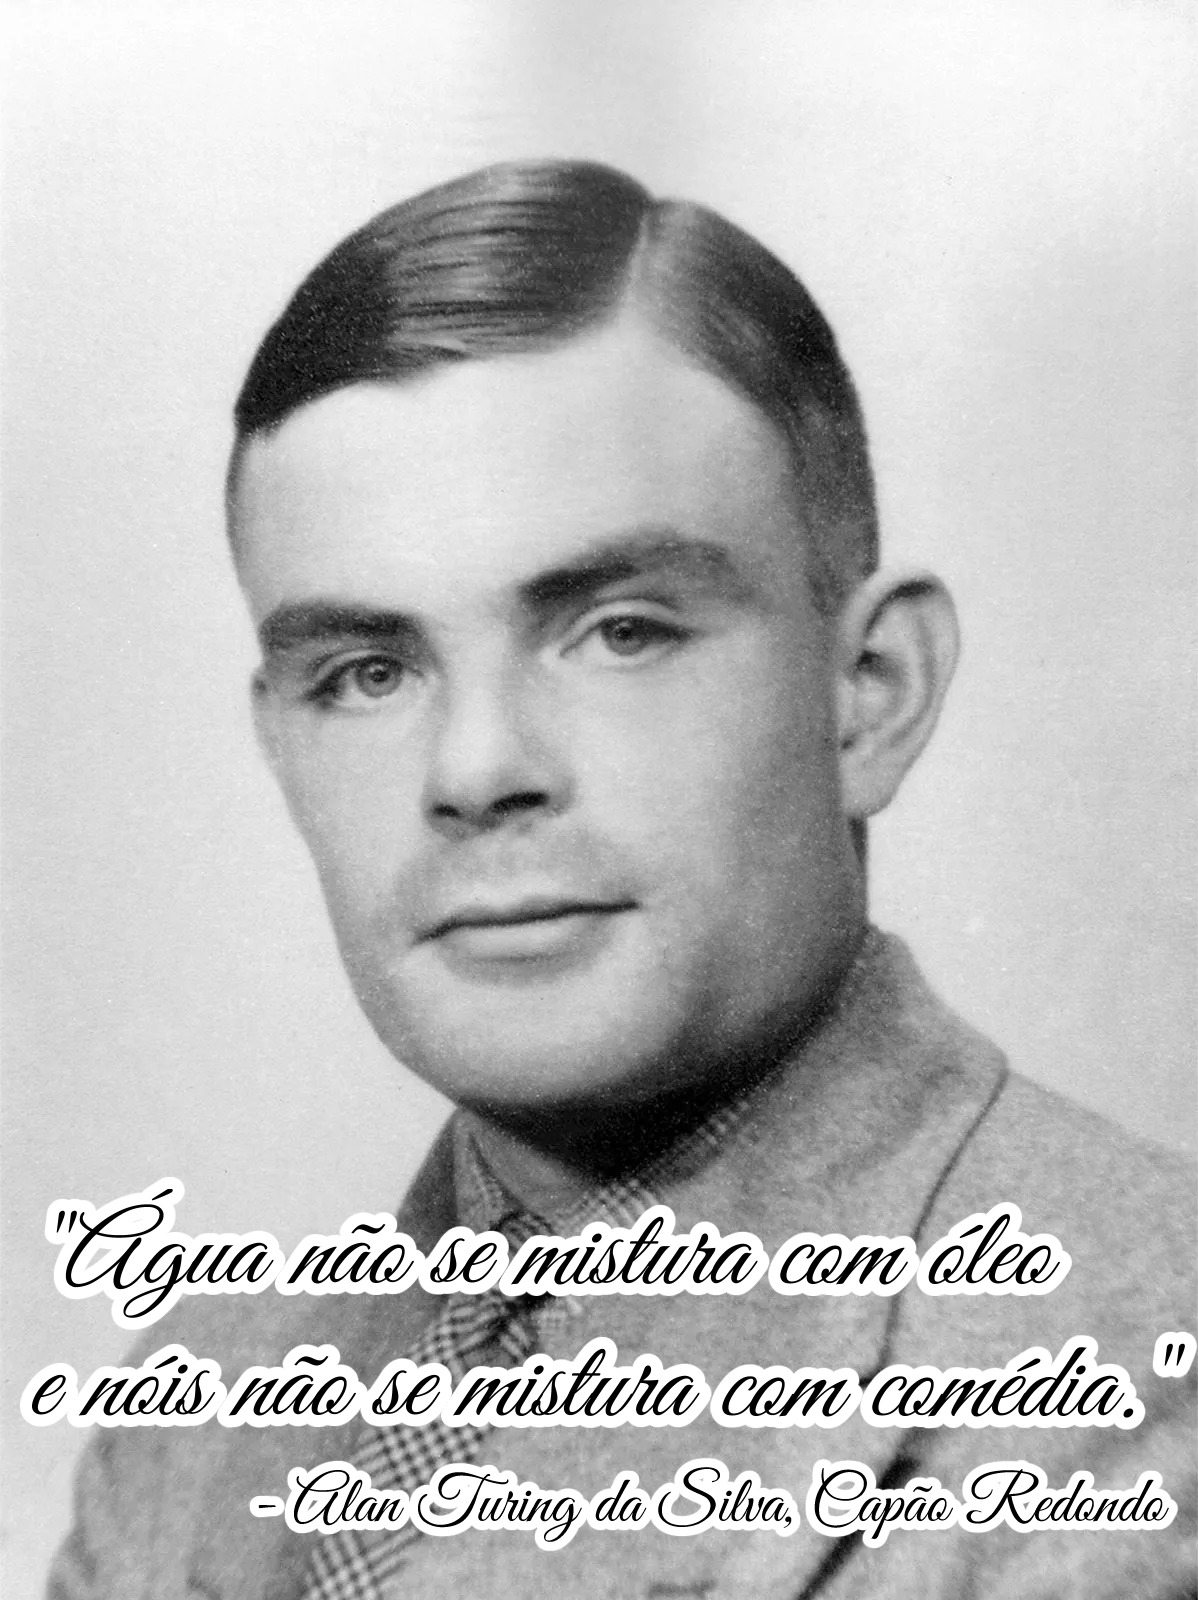 "Água não se mistura com óleo
e nóis não se mistura com comédia."
- Alan Turing da Silva, Capão Redondo